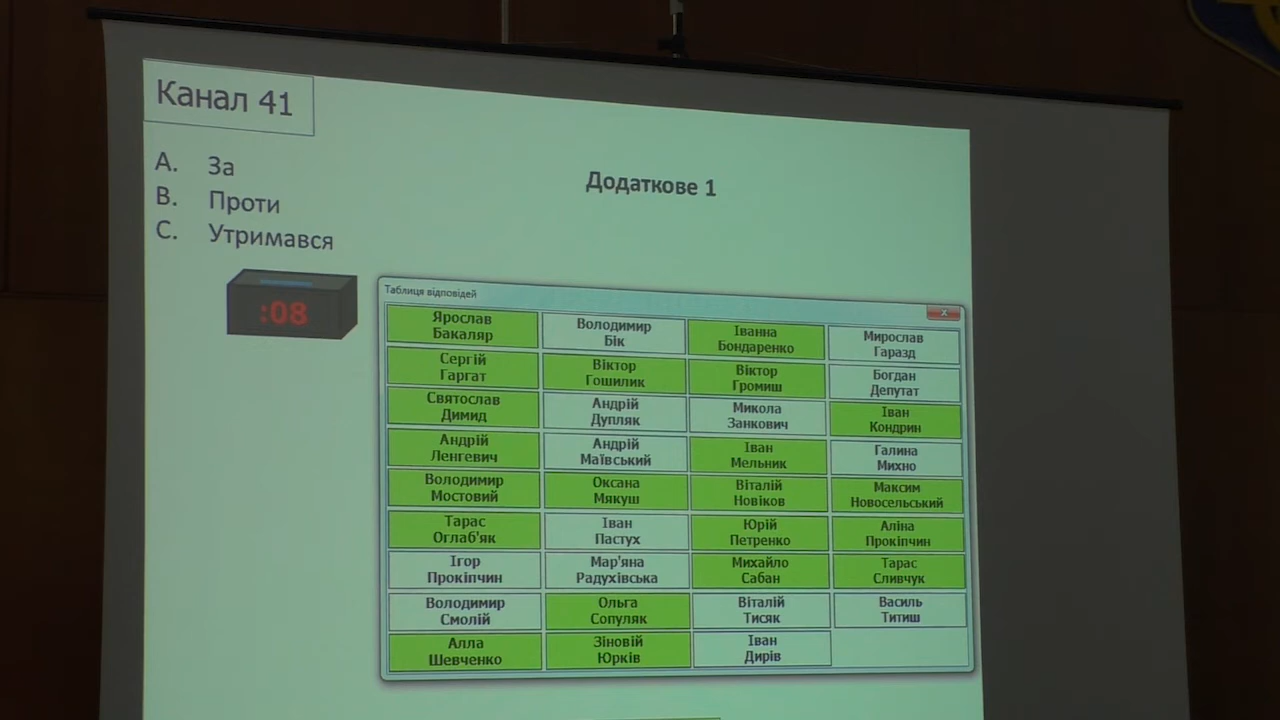 Канал 41
A. За
B. Проти
C. Утримався
Додаткове 1
:08
Таблиця відповідей
x
Ярослав
Бакаляр
Володимир
Бік
Іванна
Бондаренко
Мирослав
Гаразд
Сергій
Гаргат
Віктор
Гошилик
Віктор
Громиш
Богдан
Депутат
Святослав
Димид
Андрій
Дупляк
Микола
Занкович
Іван
Кондрин
Андрій
Ленгевич
Андрій
Маївський
Іван
Мельник
Галина
Михно
Володимир
Мостовий
Оксана
Мякуш
Віталій
Новіков
Максим
Новосельський
Тарас
Оглаб'як
Іван
Пастух
Юрій
Петренко
Аліна
Прокіпчин
Ігор
Прокіпчин
Мар'яна
Радухівська
Михайло
Сабан
Тарас
Сливчук
Володимир
Смолій
Ольга
Сопуляк
Віталій
Тисяк
Василь
Титиш
Алла
Шевченко
Зіновій
Юрків
Іван
Дирів